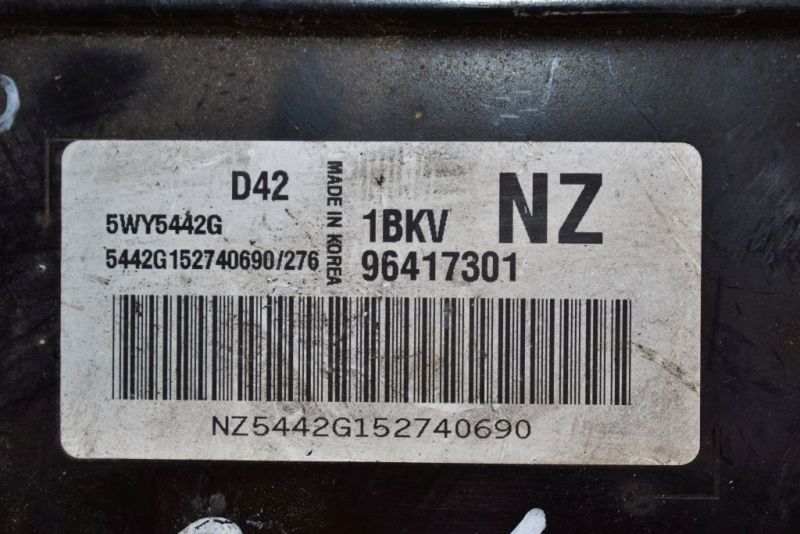 D42
5WY5442G
5442G152740690/276
MADE IN KOREA
1BKV
NZ
96417301
NZ5442G152740690